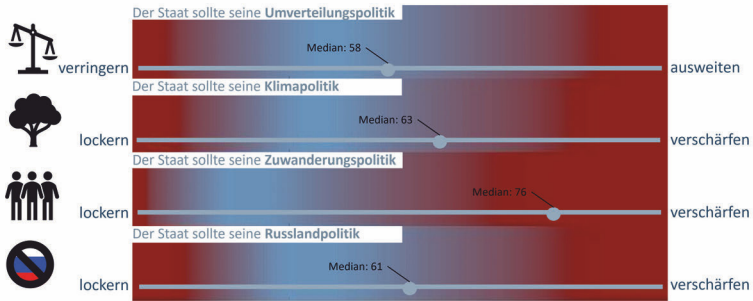 Der Staat sollte seine Umverteilungspolitik
Median: 58
verringern
ausweiten
Der Staat sollte seine Klimapolitik
Median: 63
lockern
verschärfen
Der Staat sollte seine Zuwanderungspolitik
Median: 76
lockern
verschärfen
Der Staat sollte seine Russlandpolitik
Median: 61
lockern
verschärfen